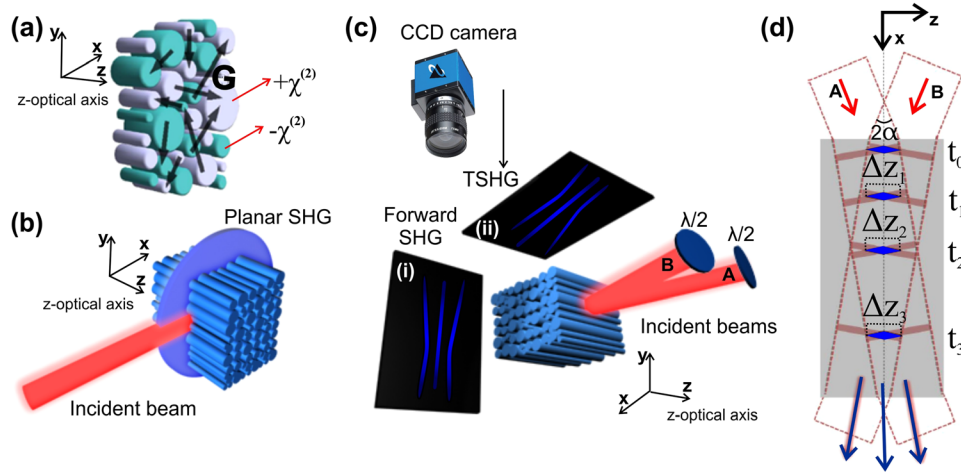 (a)
y
x
z
z-optical axis
G
+χ(2)
-χ(2)
(b)
y
x
z
z-optical axis
Planar SHG
Incident beam
(c)
CCD camera
TSHG
Forward
SHG
(i)
(ii)
λ/2
λ/2
B
A
Incident beams
y
x
z
z-optical axis
(d)
z
x
A
B
2α
t0
Δz1
t1
Δz2
t2
Δz3
t3